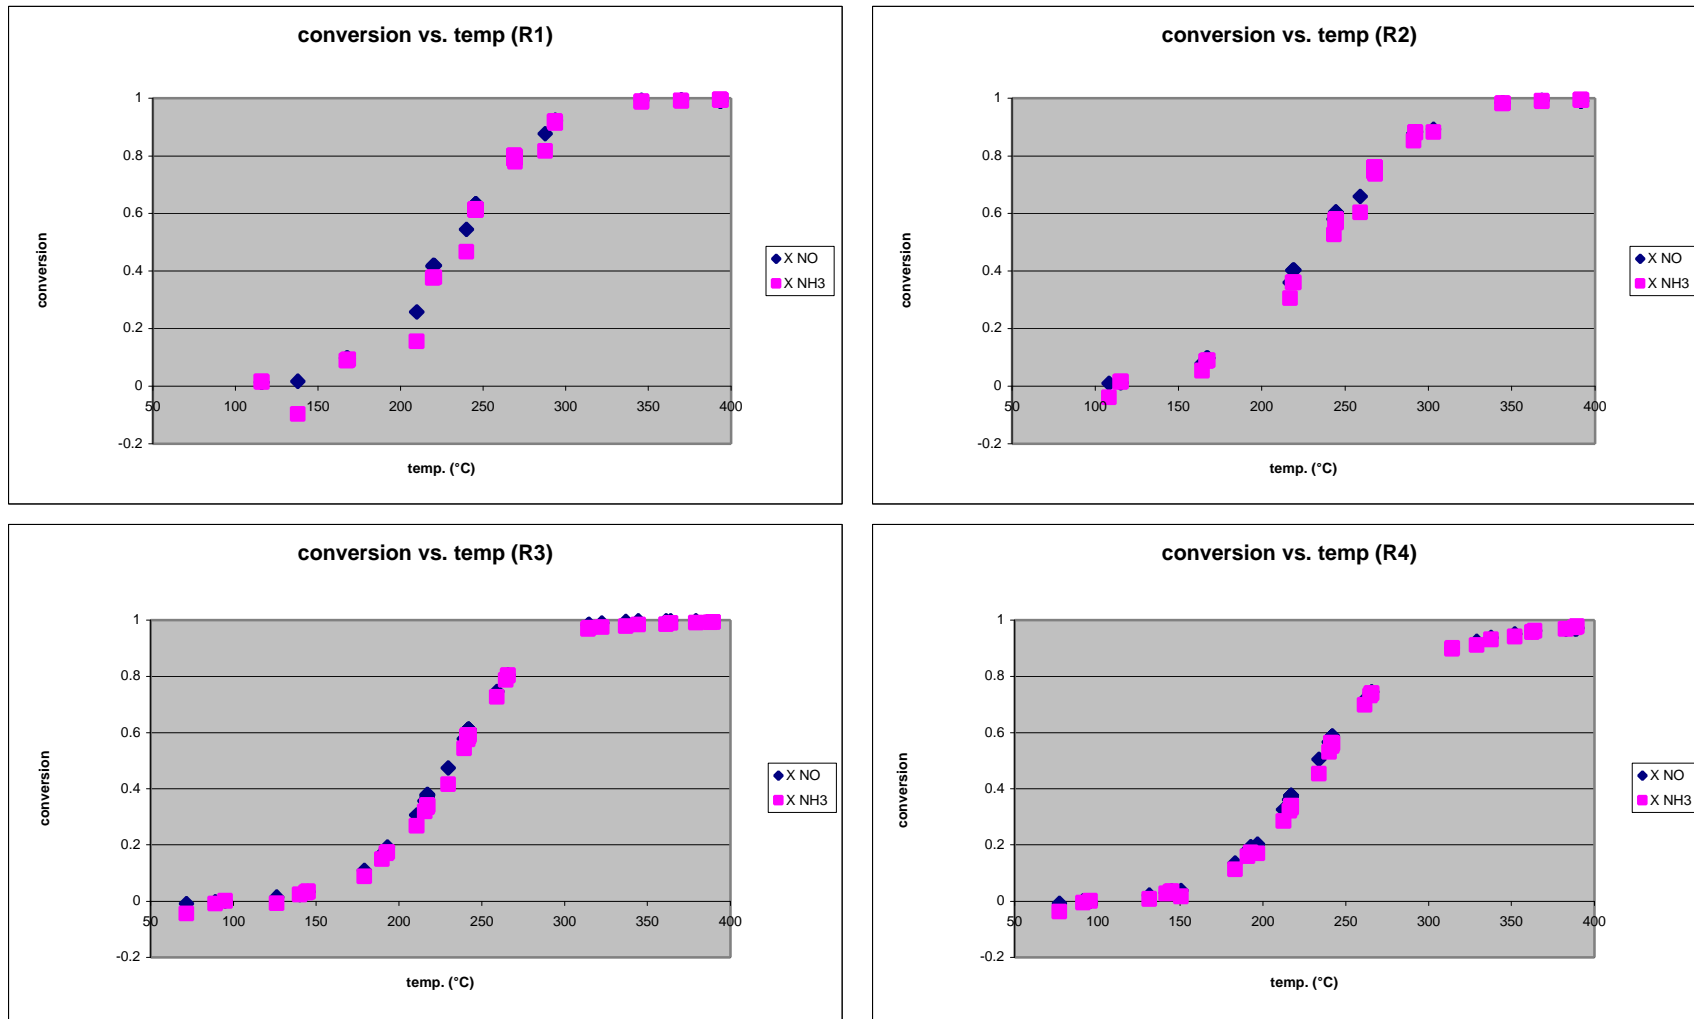 conversion vs. temp (R1)
1
0.8
0.6
0.4
0.2
0
-0.2
50 100 150 200 250 300 350 400
conversion
temp. (°C)
X NO
X NH3
conversion vs. temp (R2)
1
0.8
0.6
0.4
0.2
0
-0.2
50 100 150 200 250 300 350 400
conversion
temp. (°C)
X NO
X NH3
conversion vs. temp (R3)
1
0.8
0.6
0.4
0.2
0
-0.2
50 100 150 200 250 300 350 400
conversion
temp. (°C)
X NO
X NH3
conversion vs. temp (R4)
1
0.8
0.6
0.4
0.2
0
-0.2
50 100 150 200 250 300 350 400
conversion
temp. (°C)
X NO
X NH3